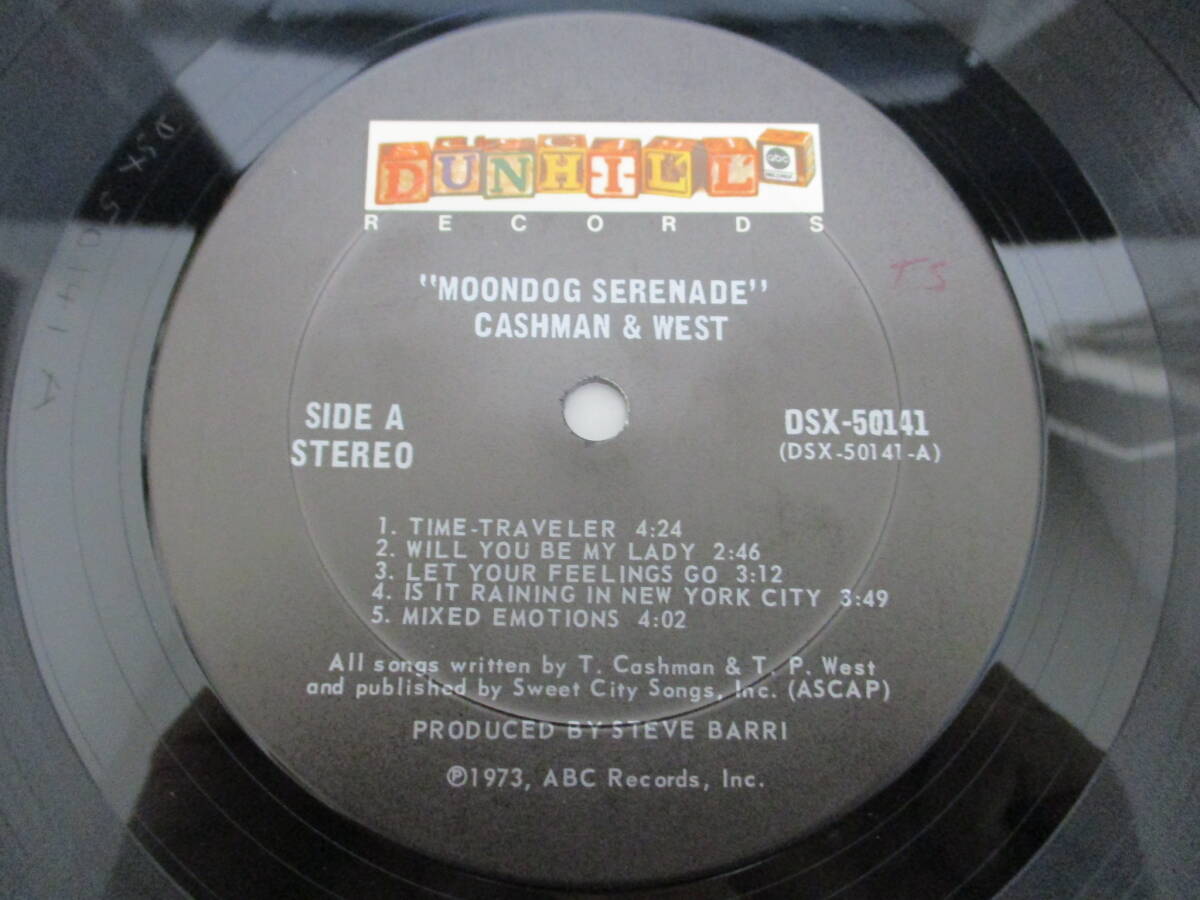 DUNHILL abc
RECORDS
"MOONDOG SERENADE"
CASHMAN & WEST
TS
SIDE A
STEREO
DSX-50141
(DSX-50141-A)
1. TIME-TRAVELER 4:24
2. WILL YOU BE MY LADY 2:46
3. LET YOUR FEELINGS GO 3:12
4. IS IT RAINING IN NEW YORK CITY 3:49
5. MIXED EMOTIONS 4:02
All songs written by T. Cashman & T. P. West
and published by Sweet City Songs, Inc. (ASCAP)
PRODUCED BY STEVE BARRI
℗1973, ABC Records, Inc.
DSX 50141 A